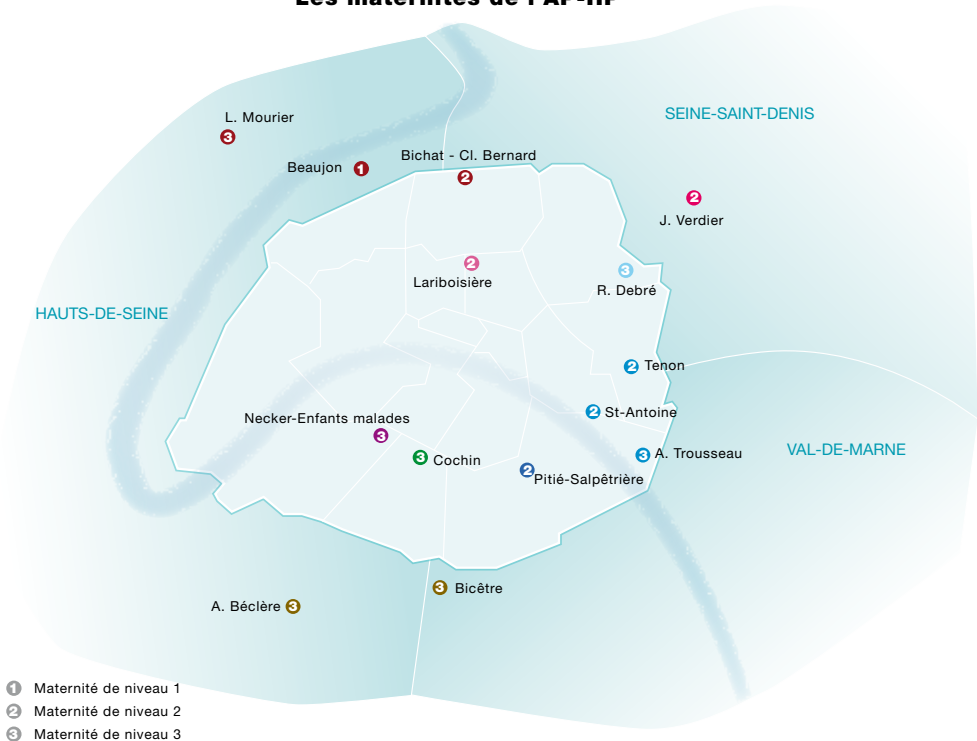 Les maternités de l'AP-HP
L. Mourier
3
SEINE-SAINT-DENIS
Bichat - Cl. Bernard
2
Beaujon 1
2
J. Verdier
2
Lariboisière
3
R. Debré
HAUTS-DE-SEINE
2 Tenon
2 St-Antoine
Necker-Enfants malades
3
3 Cochin
3 A. Trousseau
VAL-DE-MARNE
2
Pitié-Salpêtrière
3 Bicêtre
A. Béclère 3
1 Maternité de niveau 1
2 Maternité de niveau 2
3 Maternité de niveau 3